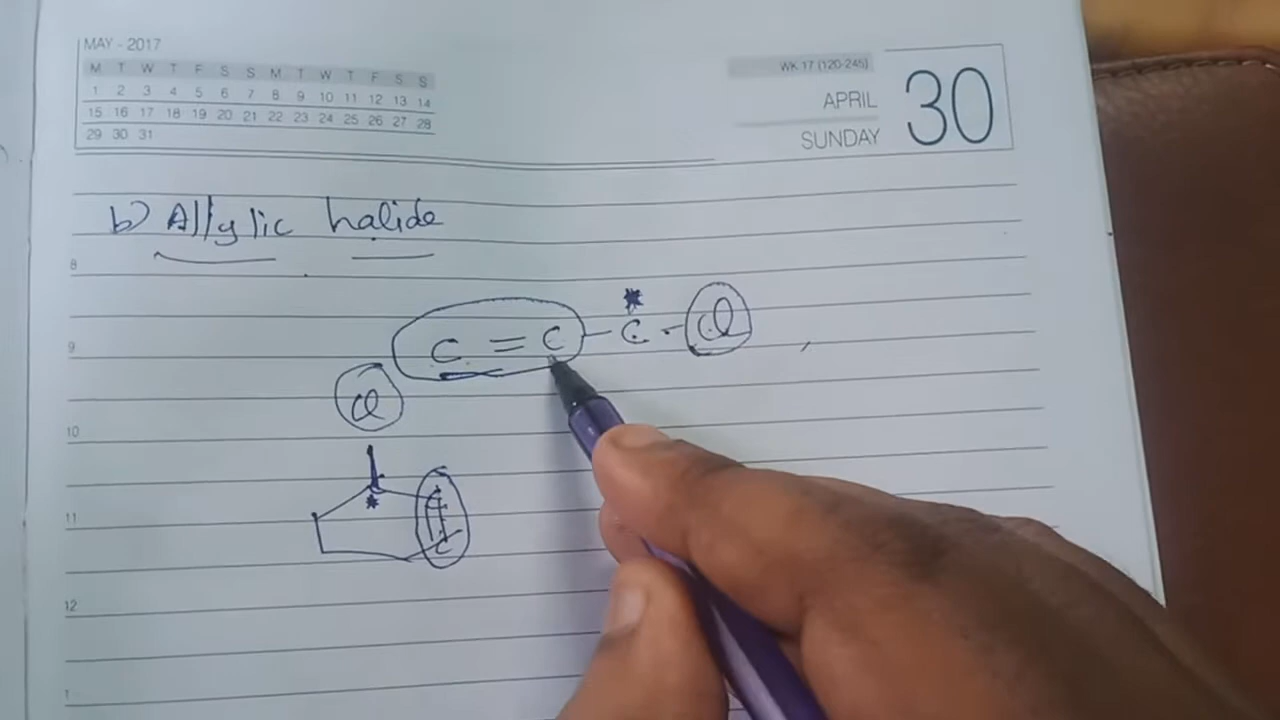 MAY - 2017
M T W T F S S M T W T F S S
1 2 3 4 5 6 7 8 9 10 11 12 13 14
15 16 17 18 19 20 21 22 23 24 25 26 27 28
29 30 31
WK 17 (120-245)
APRIL
SUNDAY
30
b) Allylic halide
8
* 
C = C - C - Cl
9
Cl
10
*
C
C
11
12
1